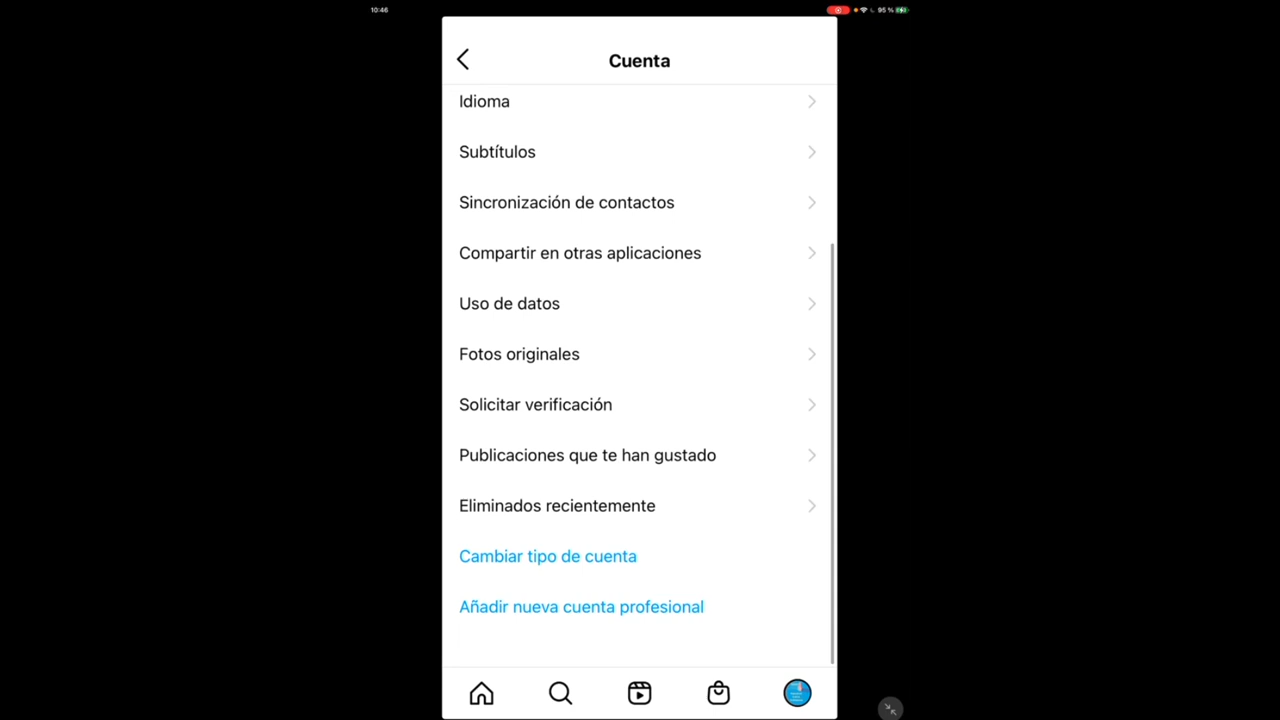 10:46
95 %
Cuenta
Idioma
Subtítulos
Sincronización de contactos
Compartir en otras aplicaciones
Uso de datos
Fotos originales
Solicitar verificación
Publicaciones que te han gustado
Eliminados recientemente
Cambiar tipo de cuenta
Añadir nueva cuenta profesional